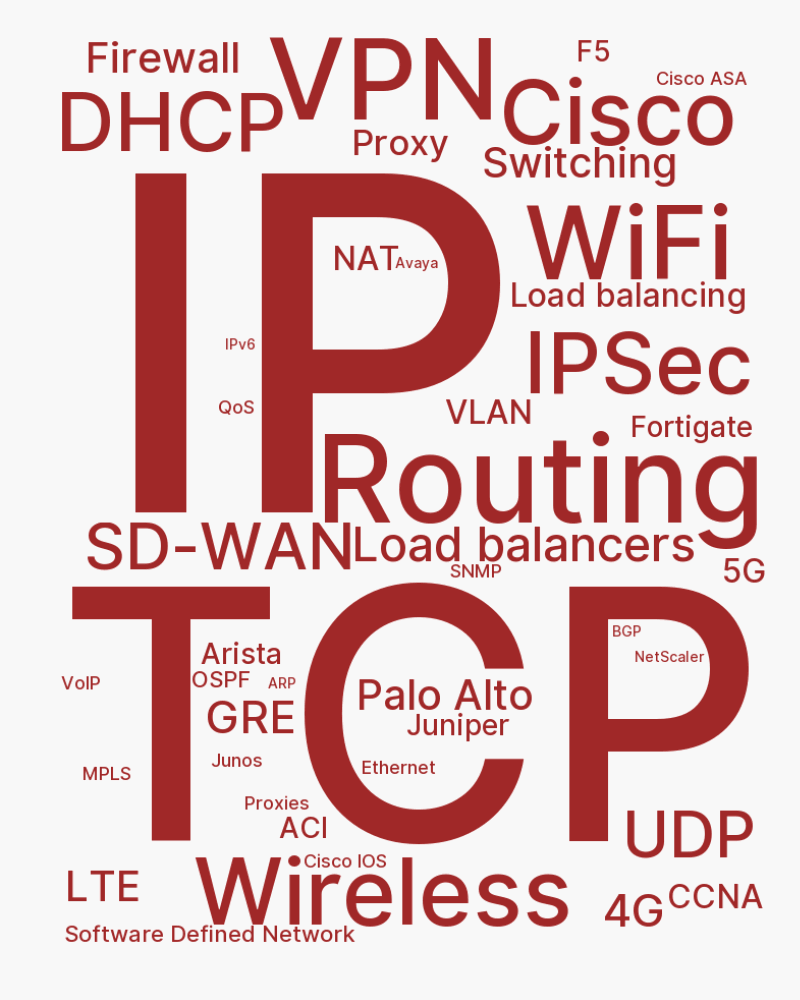 Firewall
VPN
F5
Cisco ASA
DHCP
Cisco
Proxy
Switching
IP
WiFi
NAT
Avaya
Load balancing
IPv6
IPSec
QoS
VLAN
Fortigate
Routing
SD-WAN
Load balancers
SNMP
5G
TCP
BGP
Arista
NetScaler
VoIP
OSPF
ARP
Palo Alto
GRE
Juniper
Junos
Ethernet
MPLS
Proxies
ACI
UDP
Cisco IOS
LTE
Wireless
4G
CCNA
Software Defined Network